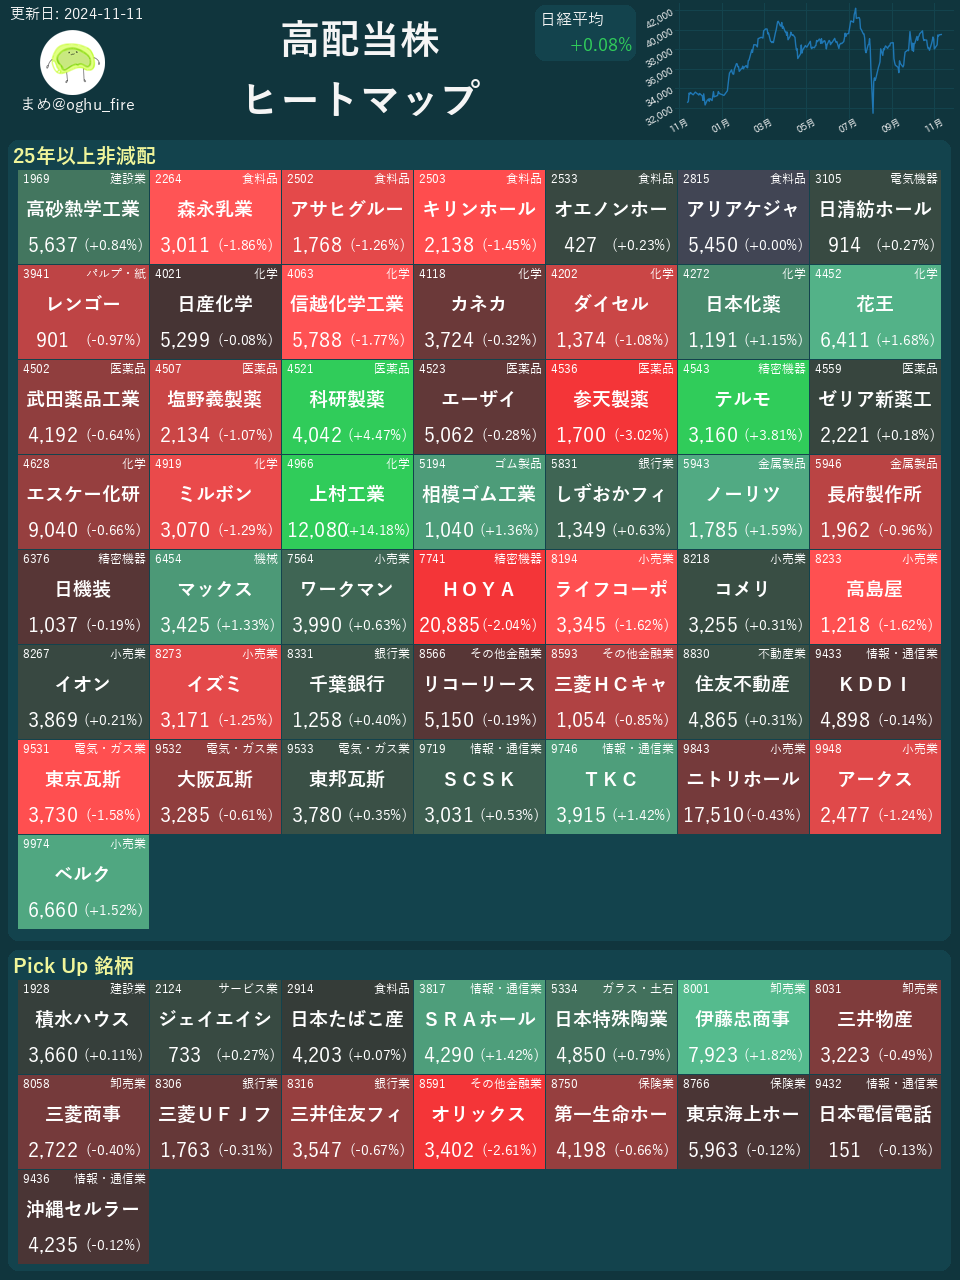 更新日: 2024-11-11
まめ@oghu_fire
高配当株
ヒートマップ
日経平均
+0.08%
42,000
40,000
38,000
36,000
34,000
32,000
11月 01月 03月 05月 07月 09月 11月
25年以上非減配
1969 建設業 2264 食料品 2502 食料品 2503 食料品 2533 食料品 2815 食料品 3105 電気機器
高砂熱学工業 森永乳業 アサヒグルー キリンホール オエノンホー アリアケジャ 日清紡ホール
5,637 (+0.84%) 3,011 (-1.86%) 1,768 (-1.26%) 2,138 (-1.45%) 427 (+0.23%) 5,450 (+0.00%) 914 (+0.27%)
3941 パルプ・紙 4021 化学 4063 化学 4118 化学 4202 化学 4272 化学 4452 化学
レンゴー 日産化学 信越化学工業 カネカ ダイセル 日本化薬 花王
901 (-0.97%) 5,299 (-0.08%) 5,788 (-1.77%) 3,724 (-0.32%) 1,374 (-1.08%) 1,191 (+1.15%) 6,411 (+1.68%)
4502 医薬品 4507 医薬品 4521 医薬品 4523 医薬品 4536 医薬品 4543 精密機器 4559 医薬品
武田薬品工業 塩野義製薬 科研製薬 エーザイ 参天製薬 テルモ ゼリア新薬工
4,192 (-0.64%) 2,134 (-1.07%) 4,042 (+4.47%) 5,062 (-0.28%) 1,700 (-3.02%) 3,160 (+3.81%) 2,221 (+0.18%)
4628 化学 4919 化学 4966 化学 5194 ゴム製品 5831 銀行業 5943 金属製品 5946 金属製品
エスケー化研 ミルボン 上村工業 相模ゴム工業 しずおかフィ ノーリツ 長府製作所
9,040 (-0.66%) 3,070 (-1.29%) 12,080 (+14.18%) 1,040 (+1.36%) 1,349 (+0.63%) 1,785 (+1.59%) 1,962 (-0.96%)
6376 精密機器 6454 機械 7564 小売業 7741 精密機器 8194 小売業 8218 小売業 8233 小売業
日機装 マックス ワークマン ＨＯＹＡ ライフコーポ コメリ 高島屋
1,037 (-0.19%) 3,425 (+1.33%) 3,990 (+0.63%) 20,885 (-2.04%) 3,345 (-1.62%) 3,255 (+0.31%) 1,218 (-1.62%)
8267 小売業 8273 小売業 8331 銀行業 8566 その他金融業 8593 その他金融業 8830 不動産業 9433 情報・通信業
イオン イズミ 千葉銀行 リコーリース 三菱ＨＣキャ 住友不動産 ＫＤＤＩ
3,869 (+0.21%) 3,171 (-1.25%) 1,258 (+0.40%) 5,150 (-0.19%) 1,054 (-0.85%) 4,865 (+0.31%) 4,898 (-0.14%)
9531 電気・ガス業 9532 電気・ガス業 9533 電気・ガス業 9719 情報・通信業 9746 情報・通信業 9843 小売業 9948 小売業
東京瓦斯 大阪瓦斯 東邦瓦斯 ＳＣＳＫ ＴＫＣ ニトリホール アークス
3,730 (-1.58%) 3,285 (-0.61%) 3,780 (+0.35%) 3,031 (+0.53%) 3,915 (+1.42%) 17,510 (-0.43%) 2,477 (-1.24%)
9974 小売業
ベルク
6,660 (+1.52%)
Pick Up 銘柄
1928 建設業 2124 サービス業 2914 食料品 3817 情報・通信業 5334 ガラス・土石 8001 卸売業 8031 卸売業
積水ハウス ジェイエイシ 日本たばこ産 ＳＲＡホール 日本特殊陶業 伊藤忠商事 三井物産
3,660 (+0.11%) 733 (+0.27%) 4,203 (+0.07%) 4,290 (+1.42%) 4,850 (+0.79%) 7,923 (+1.82%) 3,223 (-0.49%)
8058 卸売業 8306 銀行業 8316 銀行業 8591 その他金融業 8750 保険業 8766 保険業 9432 情報・通信業
三菱商事 三菱ＵＦＪフ 三井住友フィ オリックス 第一生命ホー 東京海上ホー 日本電信電話
2,722 (-0.40%) 1,763 (-0.31%) 3,547 (-0.67%) 3,402 (-2.61%) 4,198 (-0.66%) 5,963 (-0.12%) 151 (-0.13%)
9436 情報・通信業
沖縄セルラー
4,235 (-0.12%)